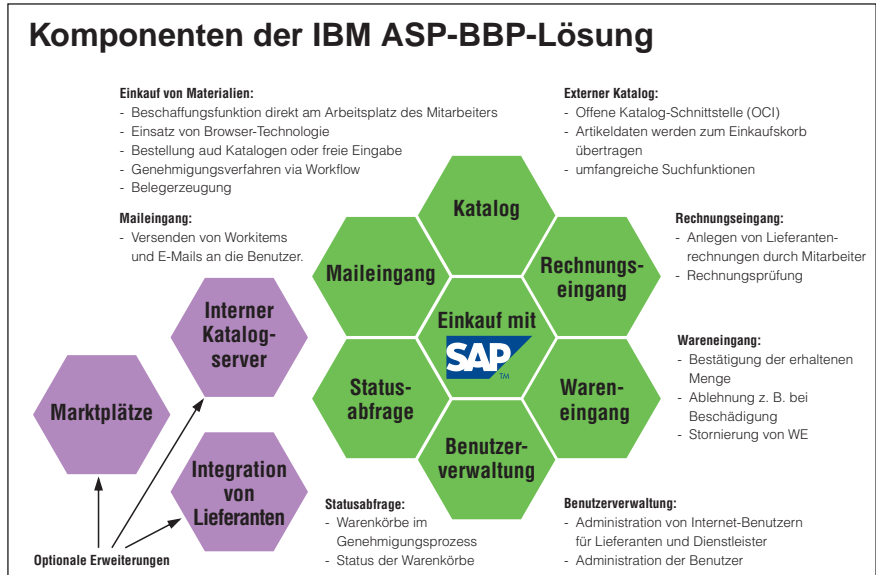 Komponenten der IBM ASP-BBP-Lösung
Einkauf von Materialien:
- Beschaffungsfunktion direkt am Arbeitsplatz des Mitarbeiters
- Einsatz von Browser-Technologie
- Bestellung aud Katalogen oder freie Eingabe
- Genehmigungsverfahren via Workflow
- Belegerzeugung
Externer Katalog:
- Offene Katalog-Schnittstelle (OCI)
- Artikeldaten werden zum Einkaufskorb
übertragen
- umfangreiche Suchfunktionen
Maileingang:
- Versenden von Workitems
und E-Mails an die Benutzer.
Rechnungseingang:
- Anlegen von Lieferanten-
rechnungen durch Mitarbeiter
- Rechnungsprüfung
Katalog
Maileingang
Rechnungs-
eingang
Einkauf mit
SAP
TM
Status-
abfrage
Waren-
eingang
Benutzer-
verwaltung
Interner
Katalog-
server
Marktplätze
Integration
von
Lieferanten
Wareneingang:
- Bestätigung der erhaltenen
Menge
- Ablehnung z. B. bei
Beschädigung
- Stornierung von WE
Statusabfrage:
- Warenkörbe im
Genehmigungsprozess
- Status der Warenkörbe
Benutzerverwaltung:
- Administration von Internet-Benutzern
für Lieferanten und Dienstleister
- Administration der Benutzer
Optionale Erweiterungen